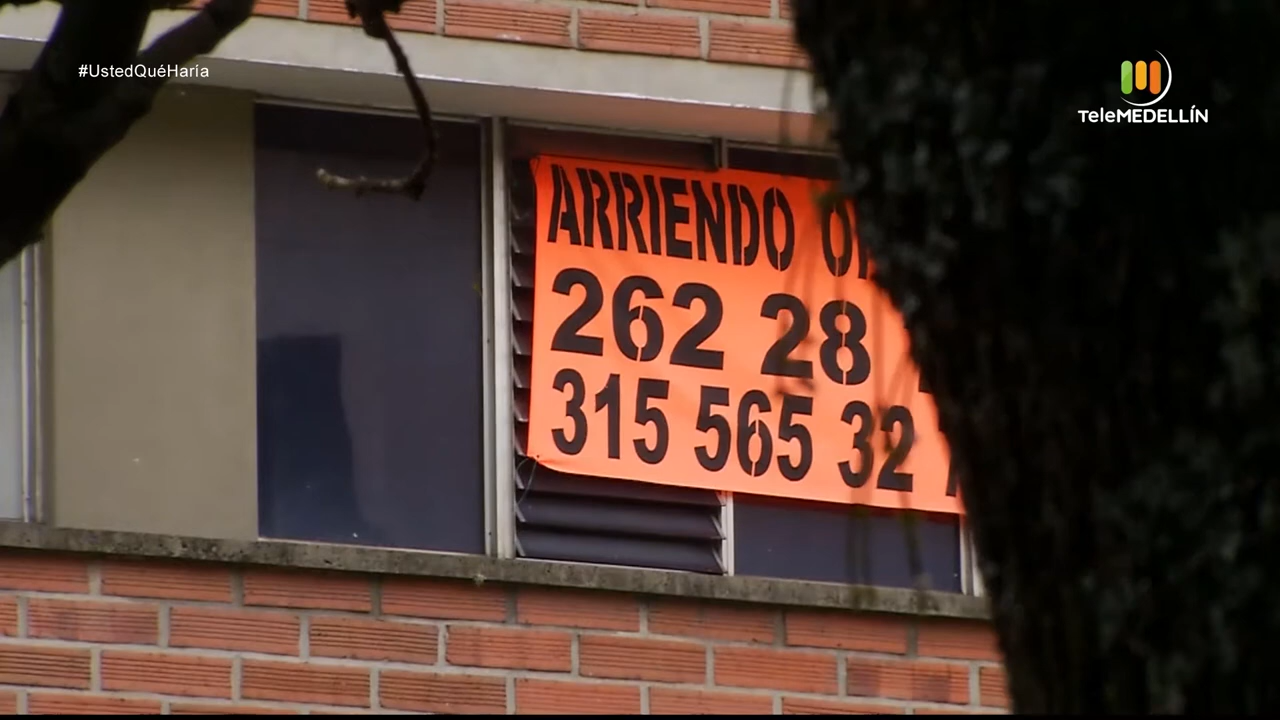 #UstedQuéHaría
TeleMEDELLÍN
ARRIENDO
262 28
315 565 32